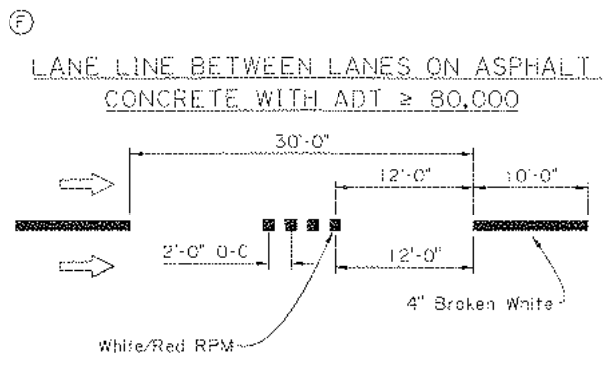 F
LANE LINE BETWEEN LANES ON ASPHALT
CONCRETE WITH ADT ≥ 80,000
30'-0"
12'-0"
10'-0"
2'-0" O-C
12'-0"
4" Broken White
White/Red RPM